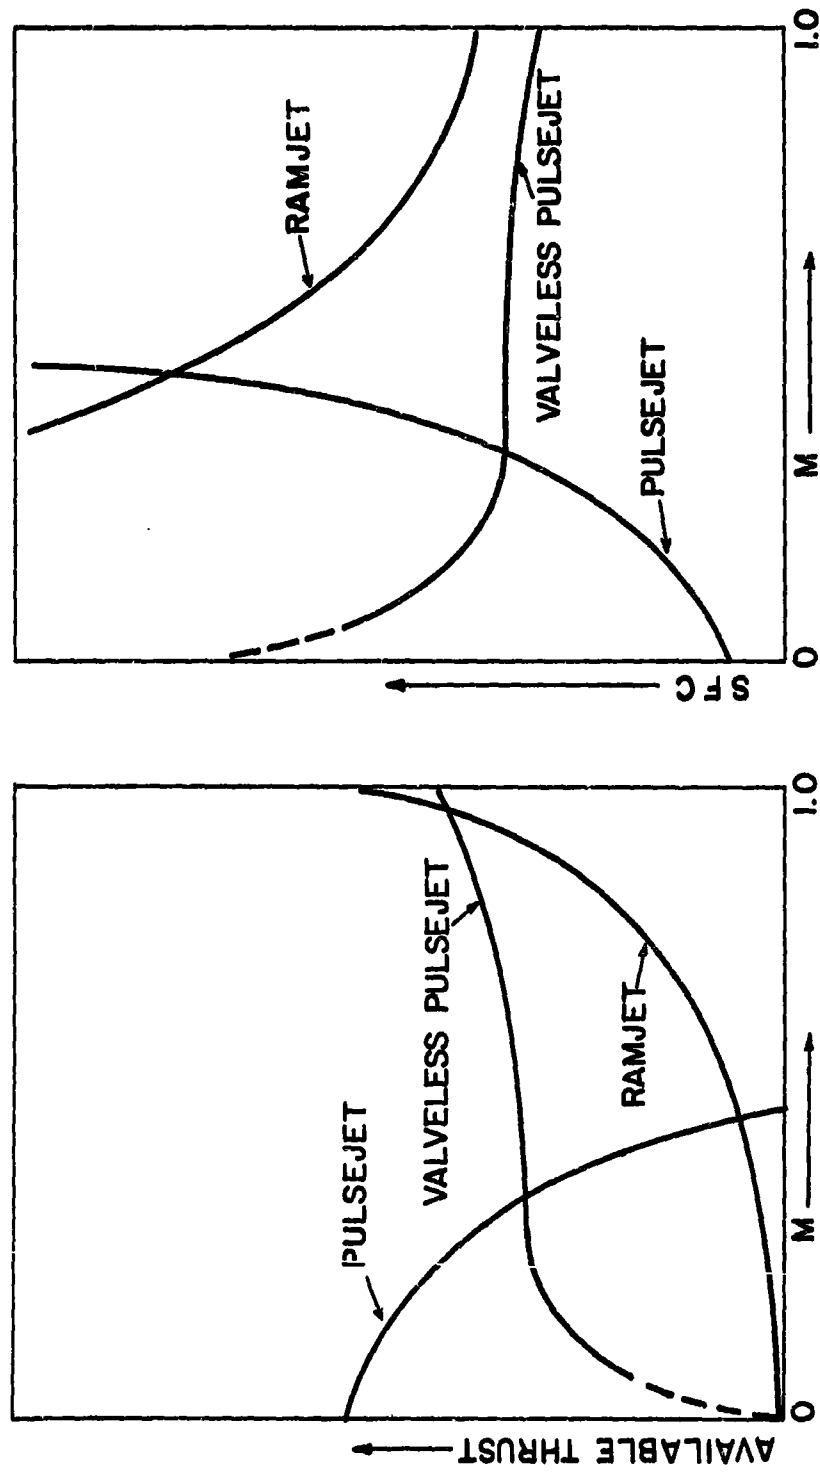 AVAILABLE THRUST
PULSEJET
VALVELESS PULSEJET
RAMJET
0
M
1.0
SFC
RAMJET
VALVELESS PULSEJET
PULSEJET
0
M
1.0